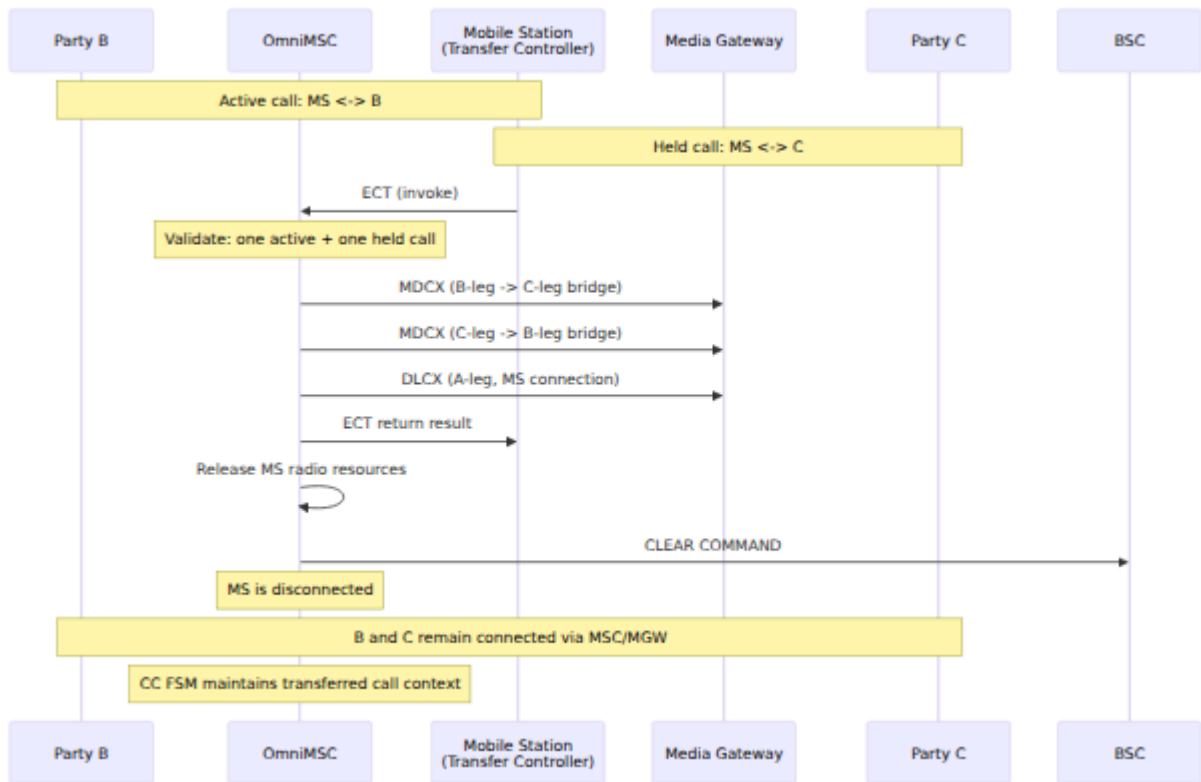 Party B
OmniMSC
Mobile Station
(Transfer Controller)
Media Gateway
Party C
BSC
Active call: MS <-> B
Held call: MS <-> C
ECT (invoke)
Validate: one active + one held call
MDCX (B-leg -> C-leg bridge)
MDCX (C-leg -> B-leg bridge)
DLCX (A-leg, MS connection)
ECT return result
Release MS radio resources
CLEAR COMMAND
MS is disconnected
B and C remain connected via MSC/MGW
CC FSM maintains transferred call context
Party B
OmniMSC
Mobile Station
(Transfer Controller)
Media Gateway
Party C
BSC